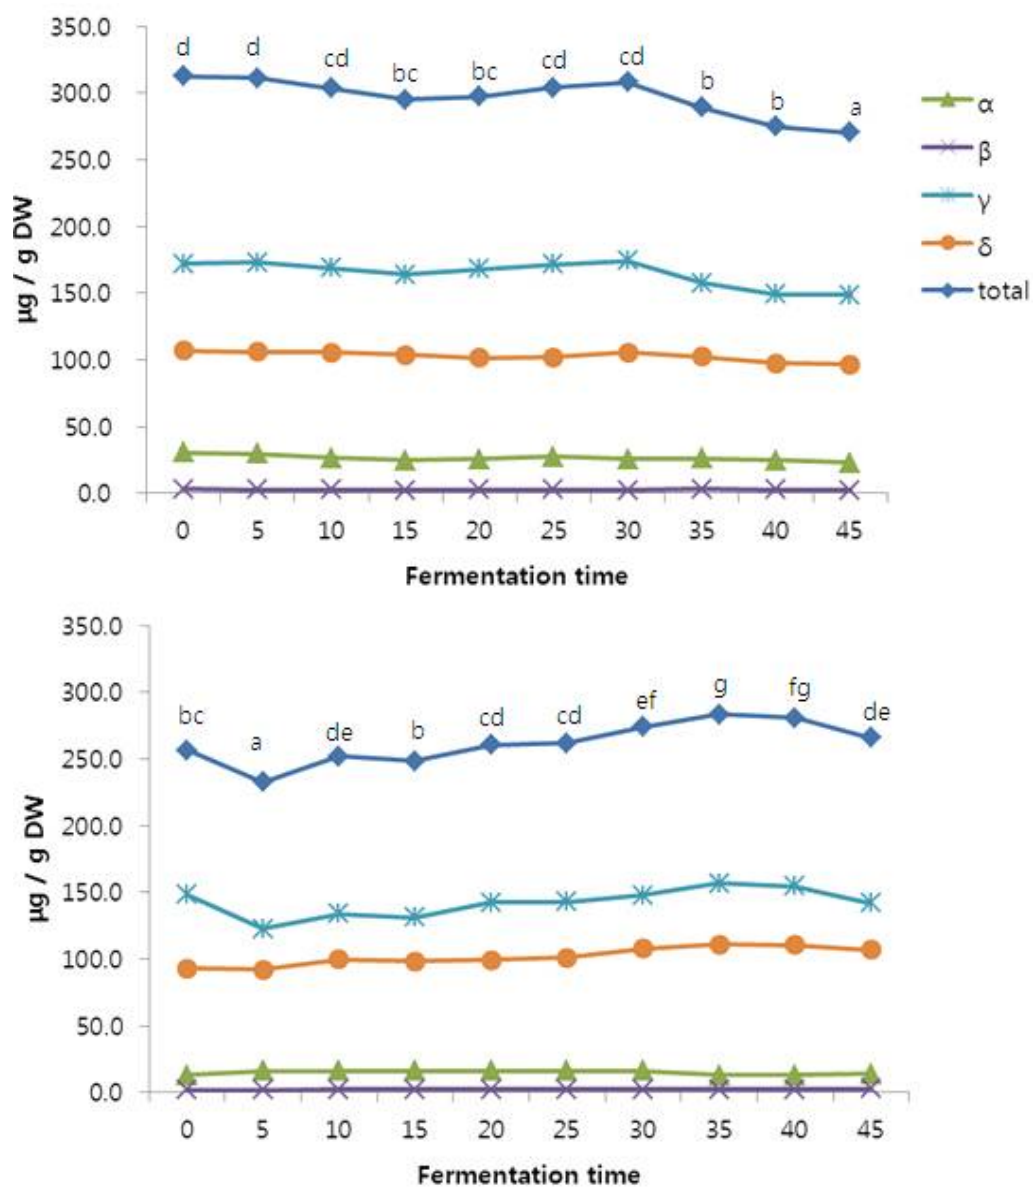 350.0
300.0
250.0
200.0
150.0
100.0
50.0
0.0
µg / g DW
d d cd bc bc cd cd b b a
0 5 10 15 20 25 30 35 40 45
Fermentation time
α
β
γ
δ
total
350.0
300.0
250.0
200.0
150.0
100.0
50.0
0.0
µg / g DW
bc a de b cd cd ef g fg de
0 5 10 15 20 25 30 35 40 45
Fermentation time